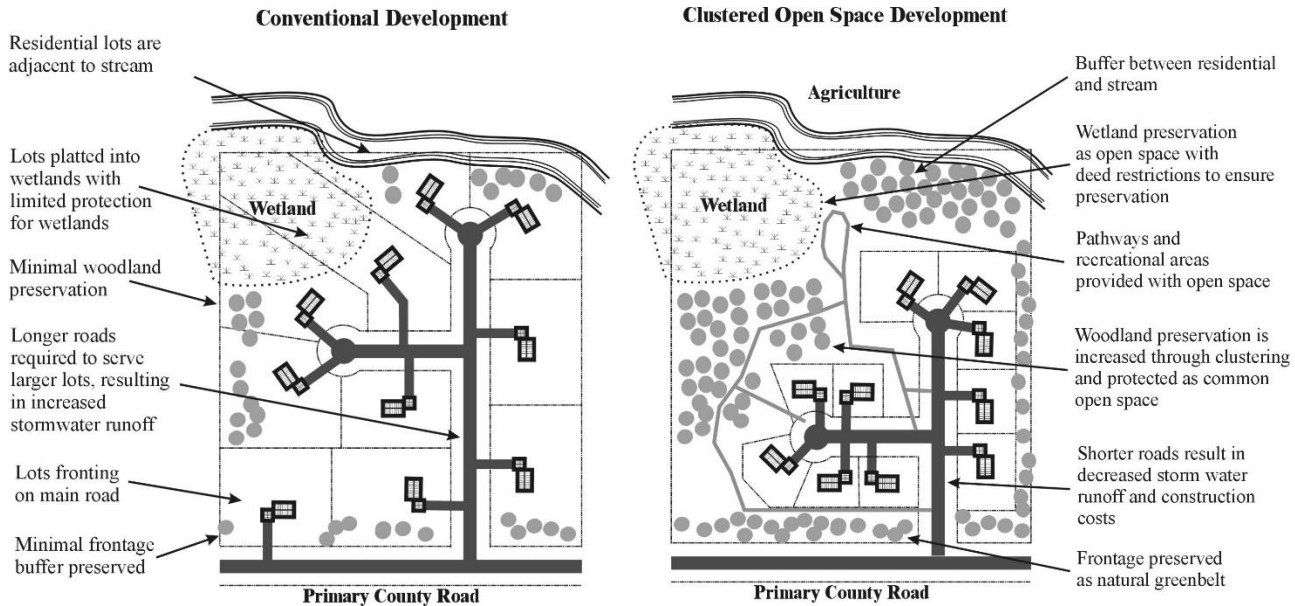 Conventional Development
Residential lots are
adjacent to stream
Lots platted into
wetlands with
limited protection
for wetlands
Wetland
Minimal woodland
preservation
Longer roads
required to serve
larger lots, resulting
in increased
stormwater runoff
Lots fronting
on main road
Minimal frontage
buffer preserved
Primary County Road
Clustered Open Space Development
Agriculture
Wetland
Buffer between residential
and stream
Wetland preservation
as open space with
deed restrictions to ensure
preservation
Pathways and
recreational areas
provided with open space
Woodland preservation is
increased through clustering
and protected as common
open space
Shorter roads result in
decreased storm water
runoff and construction
costs
Frontage preserved
as natural greenbelt
Primary County Road